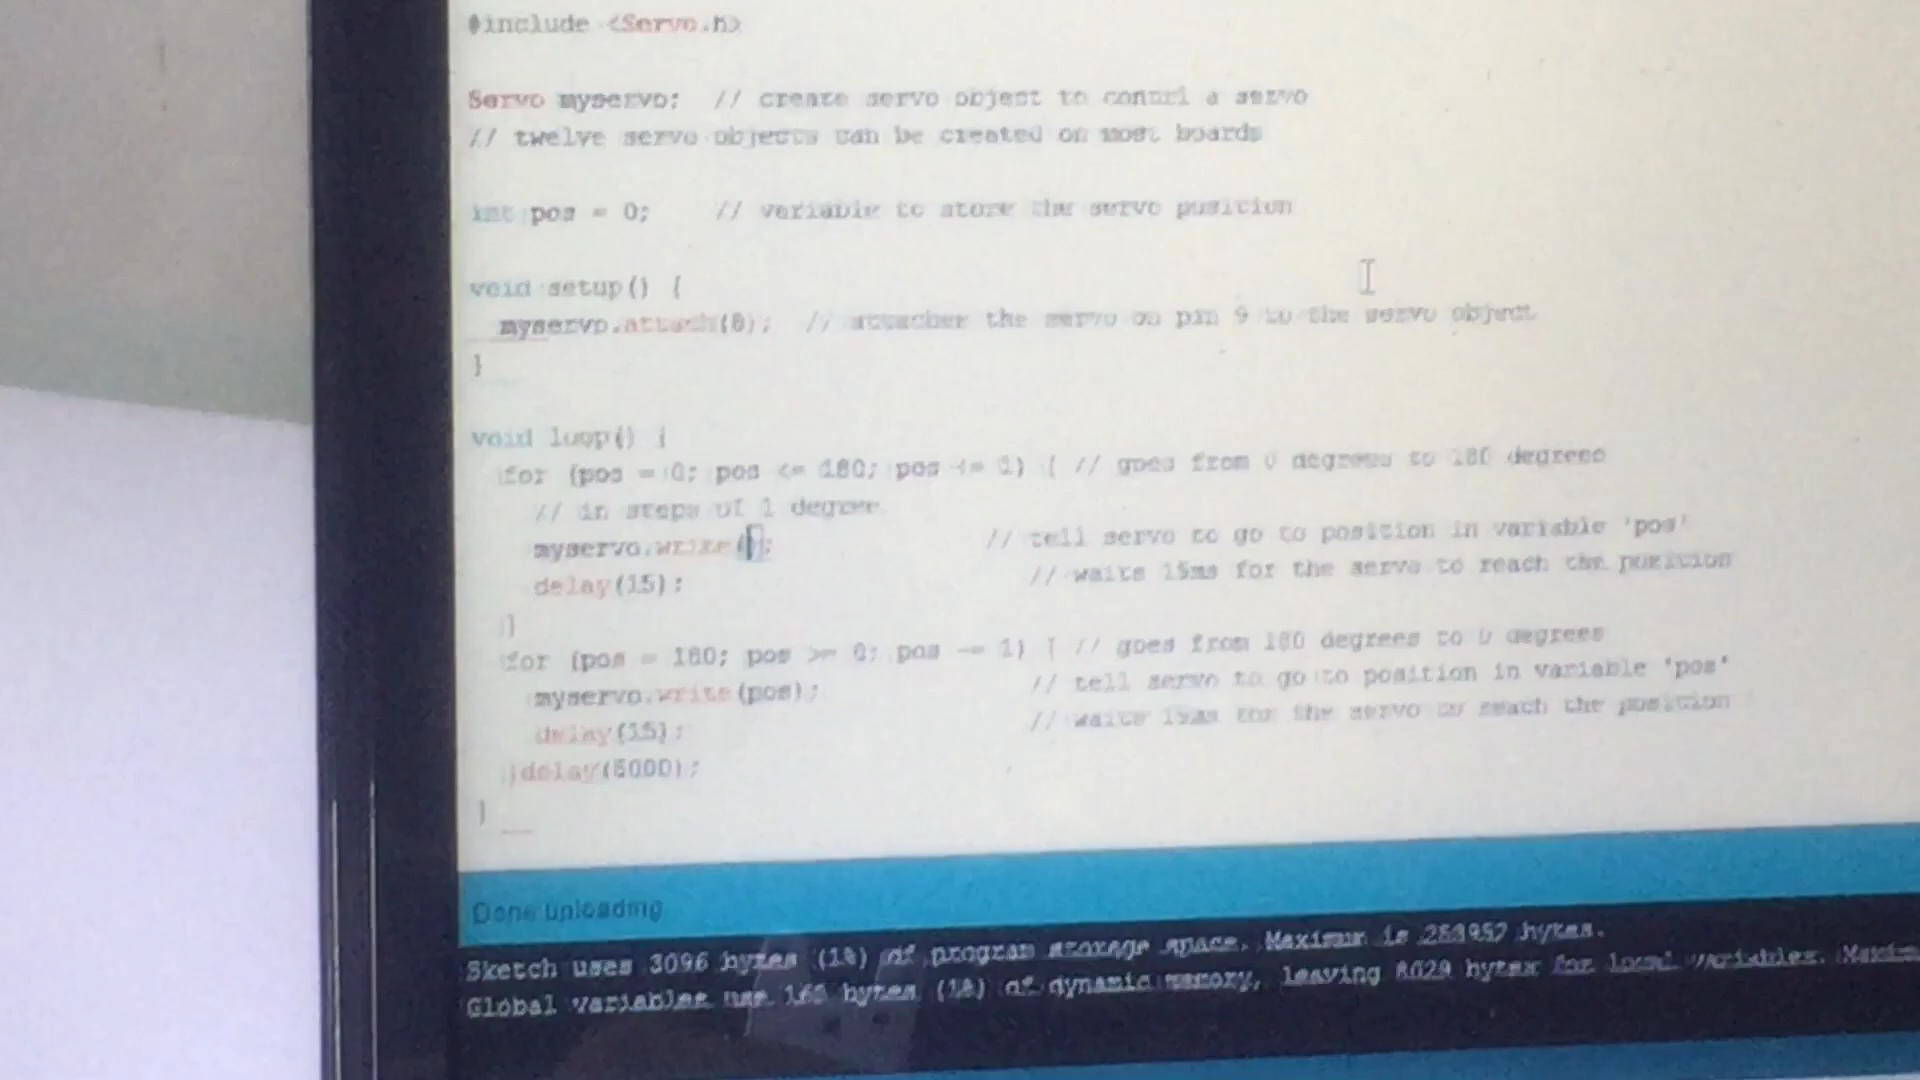 #include <Servo.h>
Servo myservo; // create servo object to control a servo
// twelve servo objects can be created on most boards
int pos = 0; // variable to store the servo position
void setup() {
myservo.attach( ); // attaches the servo on pin 9 to the servo object
}
void loop() {
for (pos = 0; pos <= 180; pos += 1) { // goes from 0 degrees to 180 degrees
// in steps of 1 degree
myservo.write( ); // tell servo to go to position in variable 'pos'
delay(15); // waits 15ms for the servo to reach the position
}
for (pos = 180; pos >= 0; pos -= 1) { // goes from 180 degrees to 0 degrees
myservo.write(pos); // tell servo to go to position in variable 'pos'
delay(15); // waits 15ms for the servo to reach the position
}delay( );
}
Done uploading
Sketch uses 3096 bytes (1%) of program storage space. Maximum is 253952 bytes.
Global variables use bytes of dynamic memory, leaving bytes for local variables.